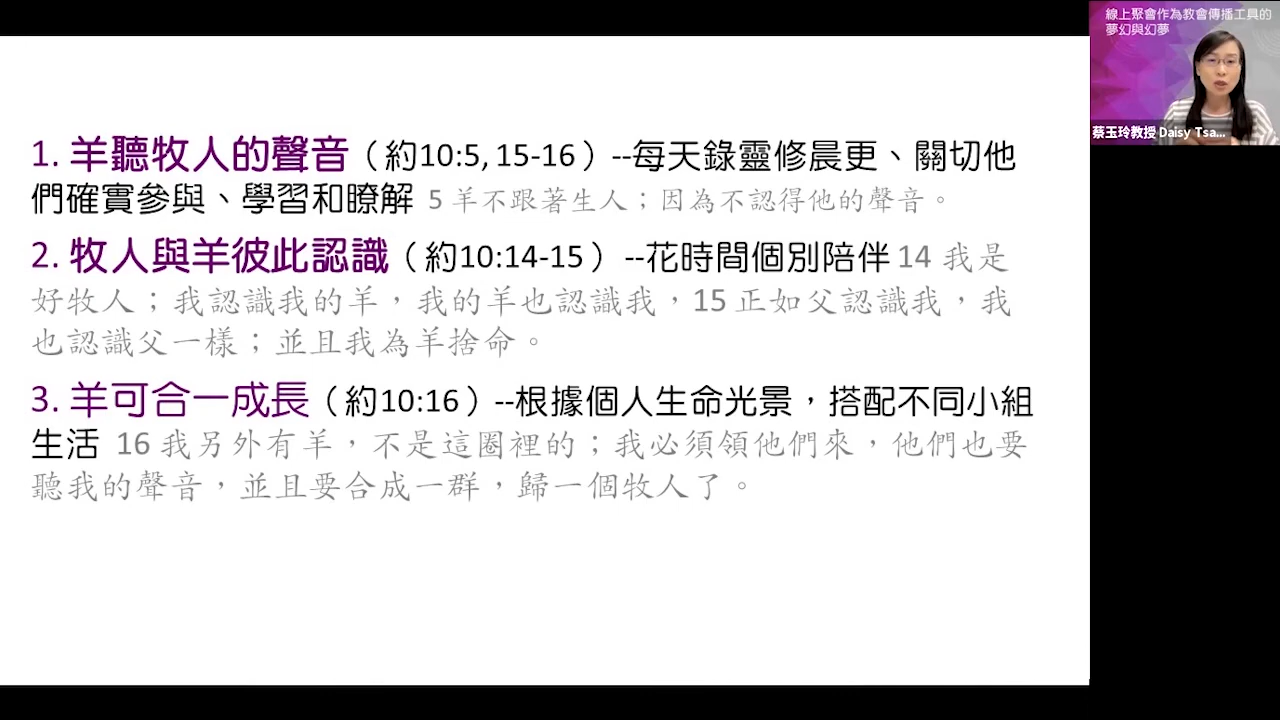 1. 羊聽牧人的聲音（約10:5, 15-16）--每天錄靈修晨更、關切他
們確實參與、學習和瞭解 5 羊不跟著生人；因為不認得他的聲音。
2. 牧人與羊彼此認識（約10:14-15）--花時間個別陪伴 14 我是
好牧人；我認識我的羊，我的羊也認識我，15 正如父認識我，我
也認識父一樣；並且我為羊捨命。
3. 羊可合一成長（約10:16）--根據個人生命光景，搭配不同小組
生活 16 我另外有羊，不是這圈裡的；我必須領他們來，他們也要
聽我的聲音，並且要合成一群，歸一個牧人了。
線上聚會作為教會傳播工具的
夢幻與幻夢
蔡玉玲教授 Daisy Tsa...